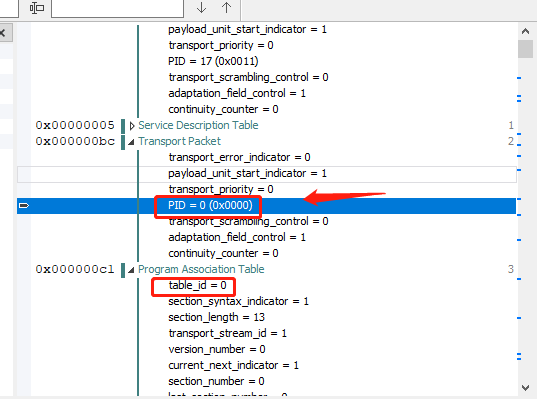 payload_unit_start_indicator = 1
transport_priority = 0
PID = 17 (0x0011)
transport_scrambling_control = 0
adaptation_field_control = 1
continuity_counter = 0
0x00000005 Service Description Table 1
0x000000bc Transport Packet 2
transport_error_indicator = 0
payload_unit_start_indicator = 1
transport_priority = 0
PID = 0 (0x0000)
transport_scrambling_control = 0
adaptation_field_control = 1
continuity_counter = 0
0x000000c1 Program Association Table 3
table_id = 0
section_syntax_indicator = 1
section_length = 13
transport_stream_id = 1
version_number = 0
current_next_indicator = 1
section_number = 0
last_section_number = 0